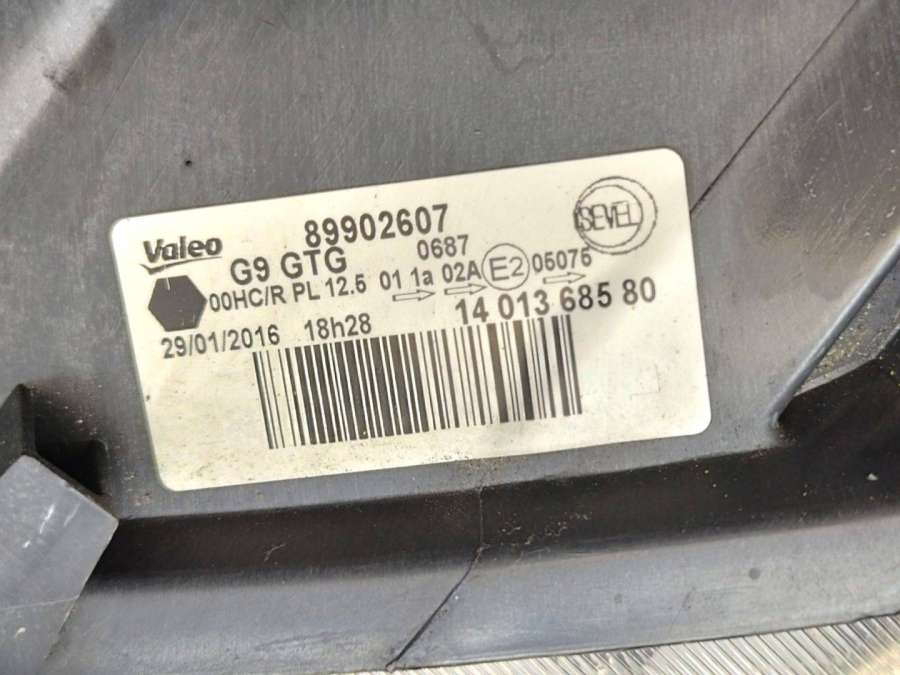 Valeo 89902607 SEVEL
G9 GTG 0687
00HC/R PL 12.5 01 1a 02A E2 05075
29/01/2016 18h28 14 013 685 80